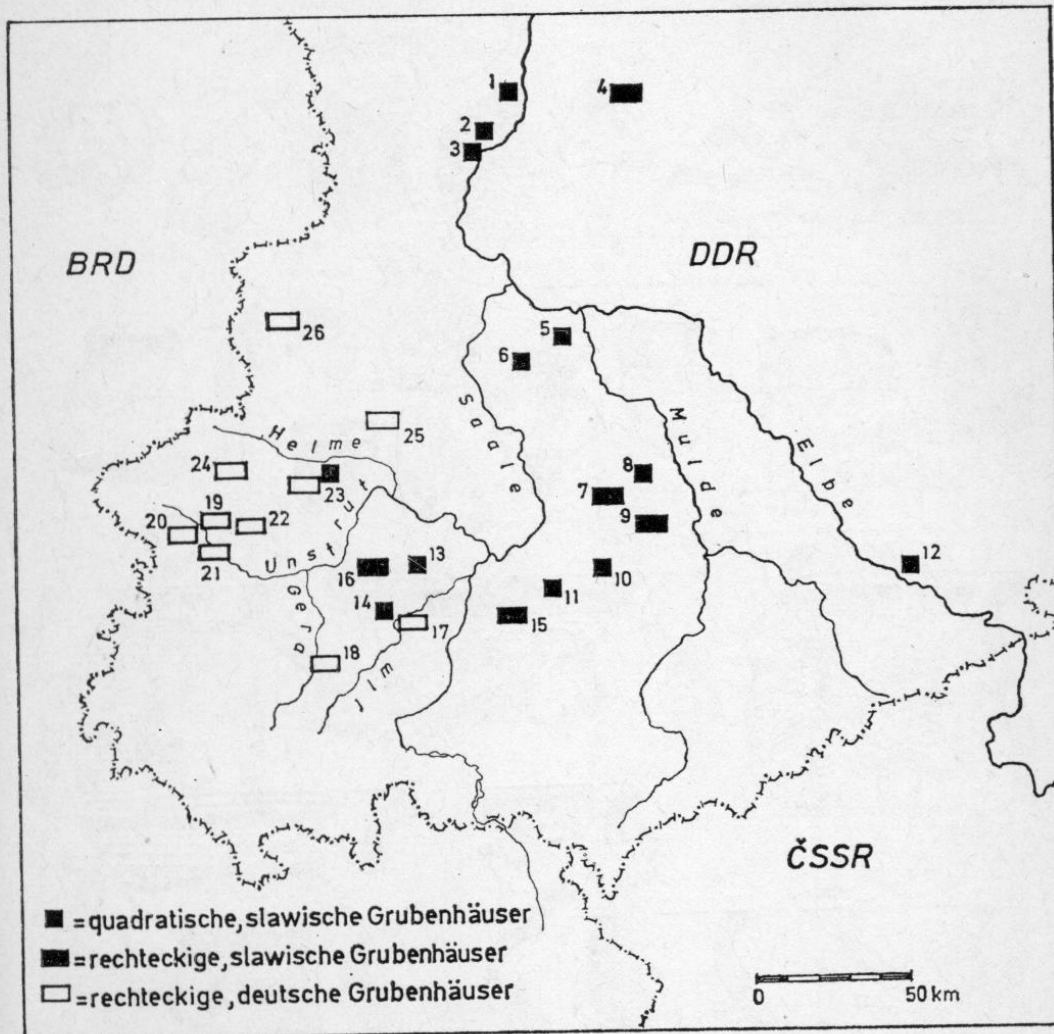 1
4
2
3
BRD
DDR
26
5
6
Saale
Mulde
Elbe
25
Helme
24
23
8
7
19
20
22
9
21
Unstrut
16
13
12
10
14
11
Gera
17
15
18
Ilm
ČSSR
=quadratische, slawische Grubenhäuser
=rechteckige, slawische Grubenhäuser
=rechteckige, deutsche Grubenhäuser
0 50 km